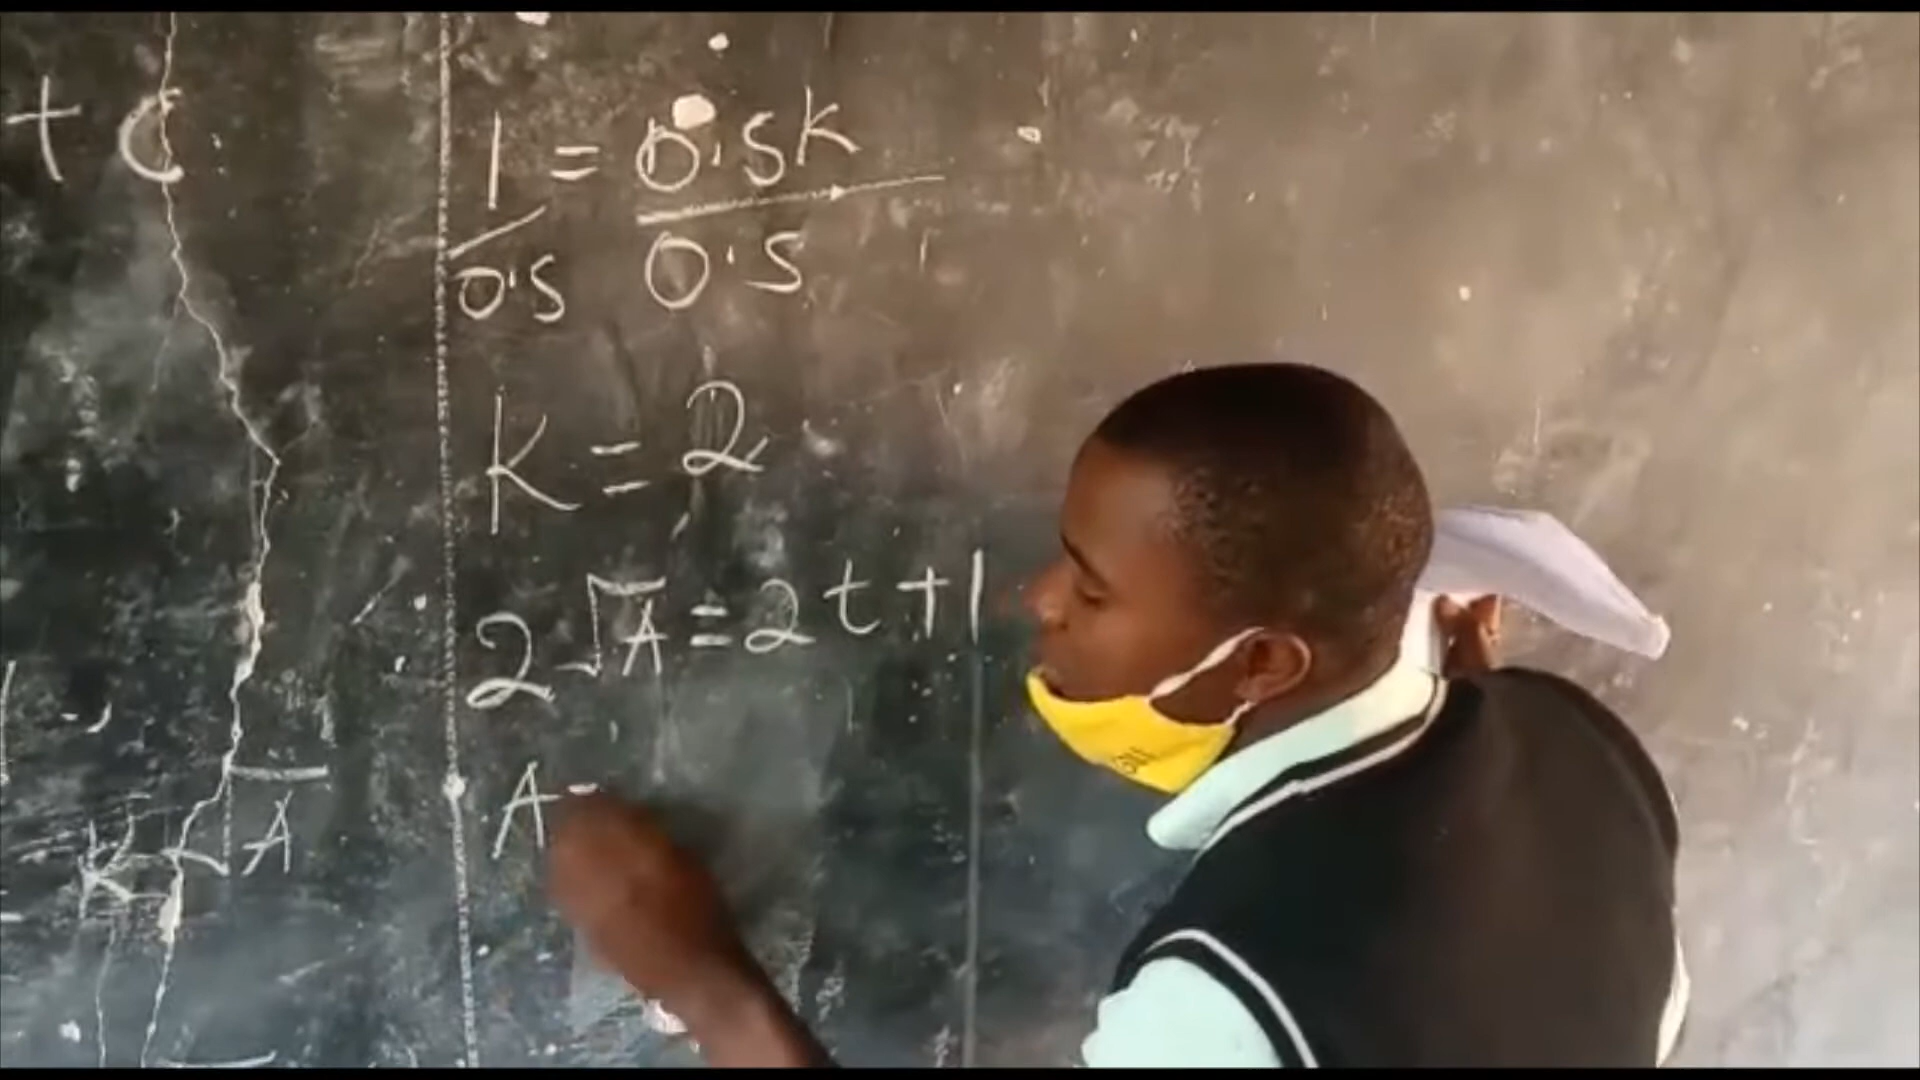 + C
√A
1 = 0.5K
0.5 0.5
K = 2
2√A = 2t + 1
A =